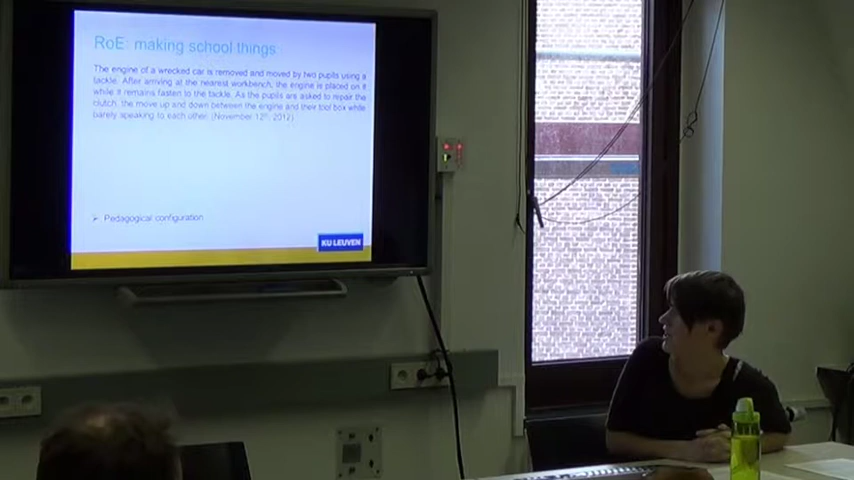 RoE: making school things
The engine of a wrecked car is removed and moved by two pupils using a
tackle. After arriving at the nearest workbench, the engine is placed on it
while it remains fasten to the tackle. As the pupils are asked to repair the
clutch, the move up and down between the engine and their tool box while
barely speaking to each other. (November 12th, 2012)
➢ Pedagogical configuration
KU LEUVEN